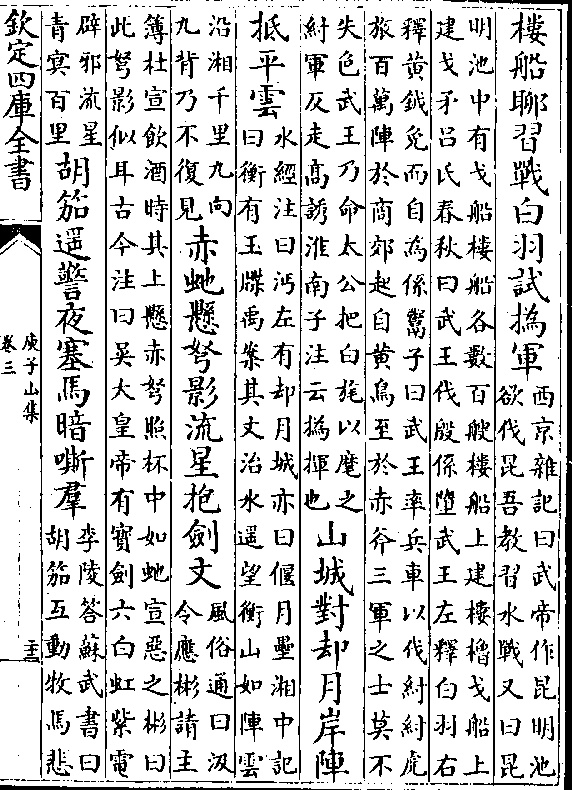 樓船聊習戰白羽試撝軍
西京雜記曰武帝作昆明池
欲伐昆吾教習水戰又曰昆
明池中有戈船樓船各數百艘樓船上建樓櫓戈船上
建戈矛吕氏春秋曰武王伐殷係墮武王左釋白羽右
釋黃鉞免而自為係鬻子曰武王率兵車以伐紂紂虎
旅百萬陣於商郊起自黃鳥至於赤斧三軍之士莫不
失色武王乃命太公把白旄以麾之
紂軍反走高誘淮南子注云撝揮也
山城對却月岸陣
抵平雲
水經注曰沔左有却月城亦曰偃月壘湘中記
曰衡有玉牒禹案其文治水遥望衡山如陣雲
沿湘千里九向
九背乃不復見
赤虵懸弩影流星抱劍文
風俗通曰汲
令應彬請主
簿杜宣飲酒時其上懸赤弩照杯中如虵宣惡之彬曰
此弩影似耳古今注曰吳大皇帝有寶劍六白虹紫電
辟邪流星
青㝠百里
胡笳遥警夜塞馬暗嘶羣
李陵答蘇武書曰
胡笳互動牧馬悲
欽定四庫全書
庾子山集
卷三
二十三